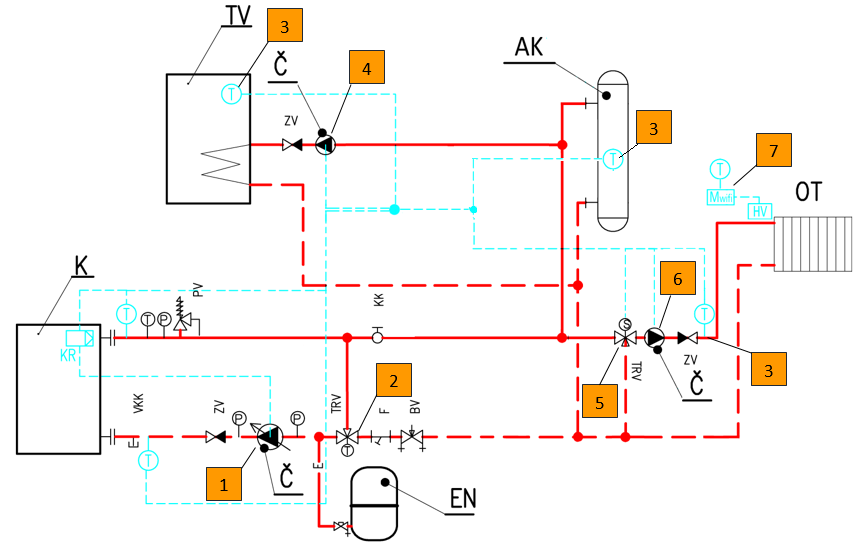 TV
3
Č
4
AK
T
ZV
3
T
7
T
Mwifi
HV
OT
K
PV
KK
6
T
T
P
S
T
KR
ZV
TRV
3
Č
5
2
VKK
ZV
P
P
TRV
F
BV
E
T
T
E
1
Č
EN